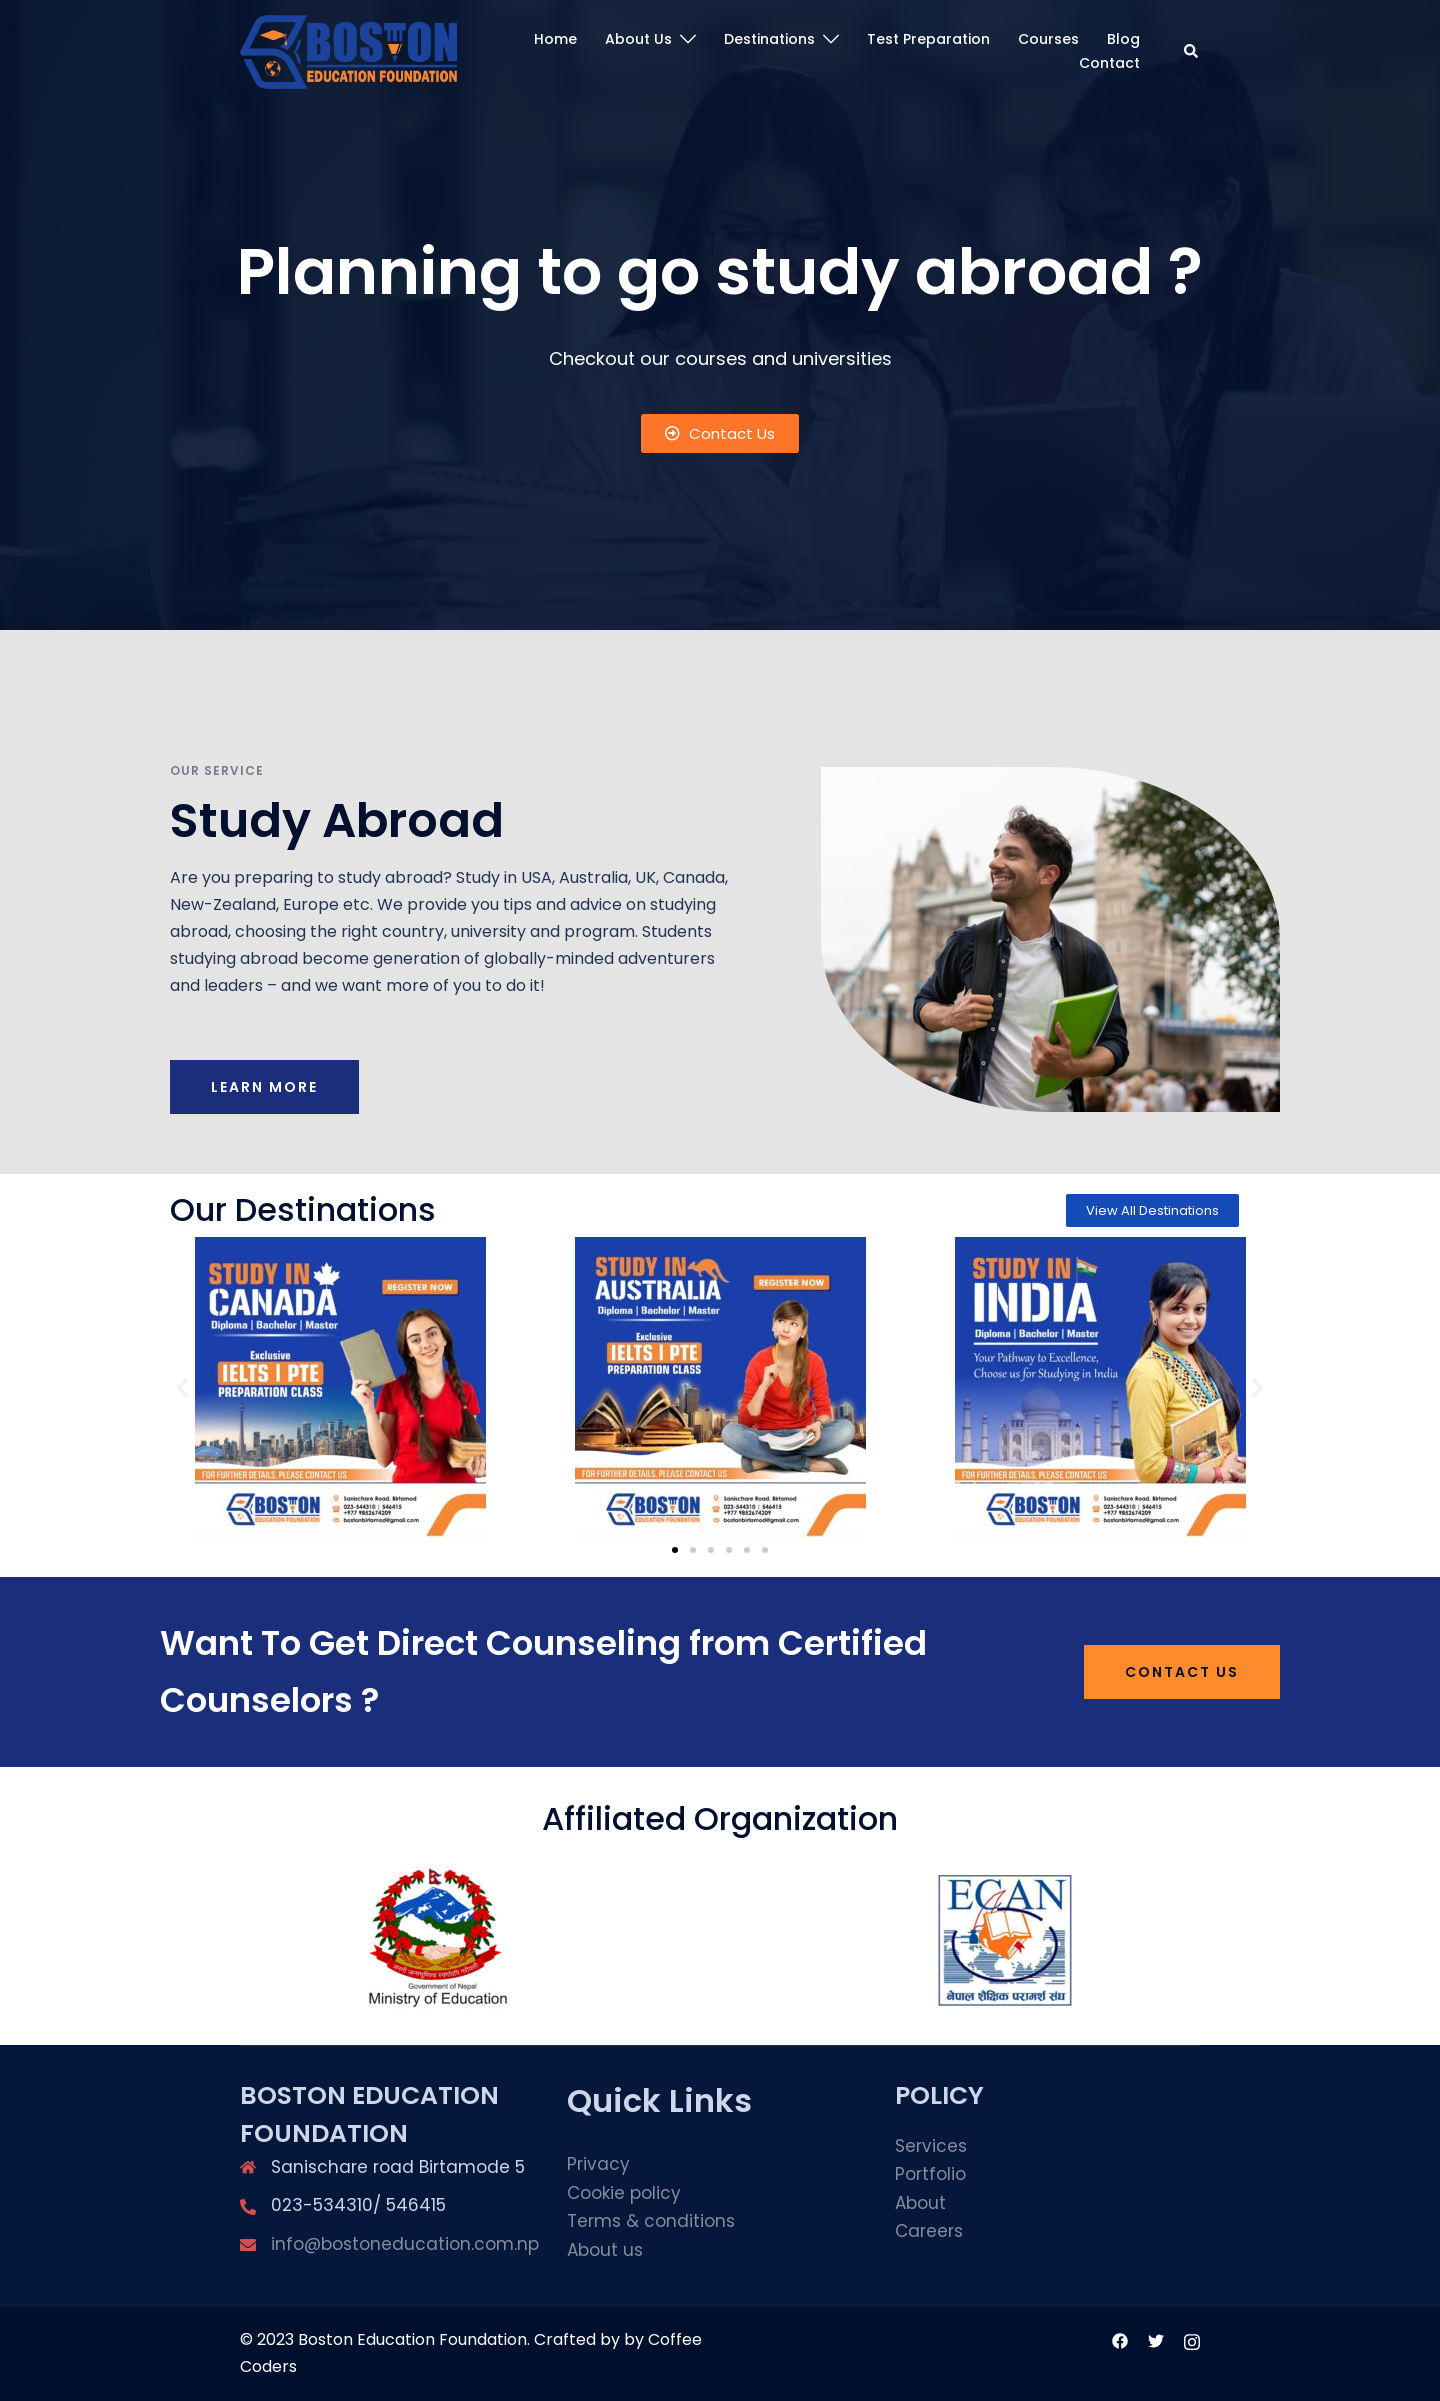 BOSTON
EDUCATION FOUNDATION
Home About Us Destinations Test Preparation Courses Blog
Contact
Planning to go study abroad ?
Checkout our courses and universities
Contact Us
OUR SERVICE
Study Abroad
Are you preparing to study abroad? Study in USA, Australia, UK, Canada,
New-Zealand, Europe etc. We provide you tips and advice on studying
abroad, choosing the right country, university and program. Students
studying abroad become generation of globally-minded adventurers
and leaders – and we want more of you to do it!
LEARN MORE
Our Destinations
View All Destinations
STUDY IN
CANADA
REGISTER NOW
Diploma | Bachelor | Master
Exclusive
IELTS | PTE
PREPARATION CLASS
FOR FURTHER DETAILS, PLEASE CONTACT US
BOSTON
EDUCATION FOUNDATION
Sanischare Road, Birtamod
023-544310 | 546415
+977 9852674209
bostonbirtamod@gmail.com
STUDY IN
AUSTRALIA
REGISTER NOW
Diploma | Bachelor | Master
Exclusive
IELTS | PTE
PREPARATION CLASS
FOR FURTHER DETAILS, PLEASE CONTACT US
BOSTON
EDUCATION FOUNDATION
Sanischare Road, Birtamod
023-544310 | 546415
+977 9852674209
bostonbirtamod@gmail.com
STUDY IN
INDIA
Diploma | Bachelor | Master
Your Pathway to Excellence,
Choose us for Studying in India
FOR FURTHER DETAILS, PLEASE CONTACT US
BOSTON
EDUCATION FOUNDATION
Sanischare Road, Birtamod
023-544310 | 546415
+977 9852674209
bostonbirtamod@gmail.com
Want To Get Direct Counseling from Certified
Counselors ?
CONTACT US
Affiliated Organization
Government of Nepal
Ministry of Education
ECAN
नेपाल शैक्षिक परामर्श संघ
BOSTON EDUCATION
FOUNDATION
Sanischare road Birtamode 5
023-534310/ 546415
info@bostoneducation.com.np
Quick Links
Privacy
Cookie policy
Terms & conditions
About us
POLICY
Services
Portfolio
About
Careers
© 2023 Boston Education Foundation. Crafted by by Coffee
Coders